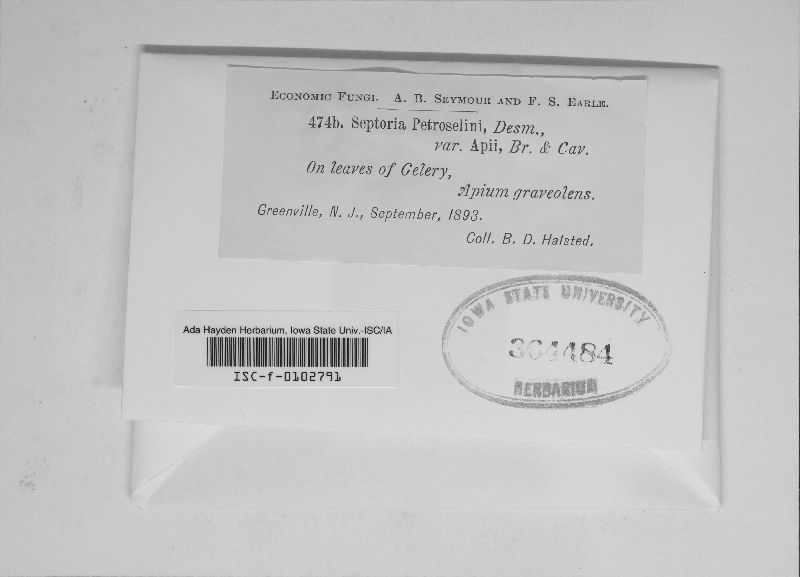 Economic Fungi. A. B. Seymour and F. S. Earle.
474b. Septoria Petroselini, Desm.,
var. Apii, Br. & Cav.
On leaves of Celery,
Apium graveolens.
Greenville, N. J., September, 1893.
Coll. B. D. Halsted.
IOWA STATE UNIVERSITY
364484
HERBARIUM
Ada Hayden Herbarium, Iowa State Univ.-ISC/IA
ISC-f-0102791